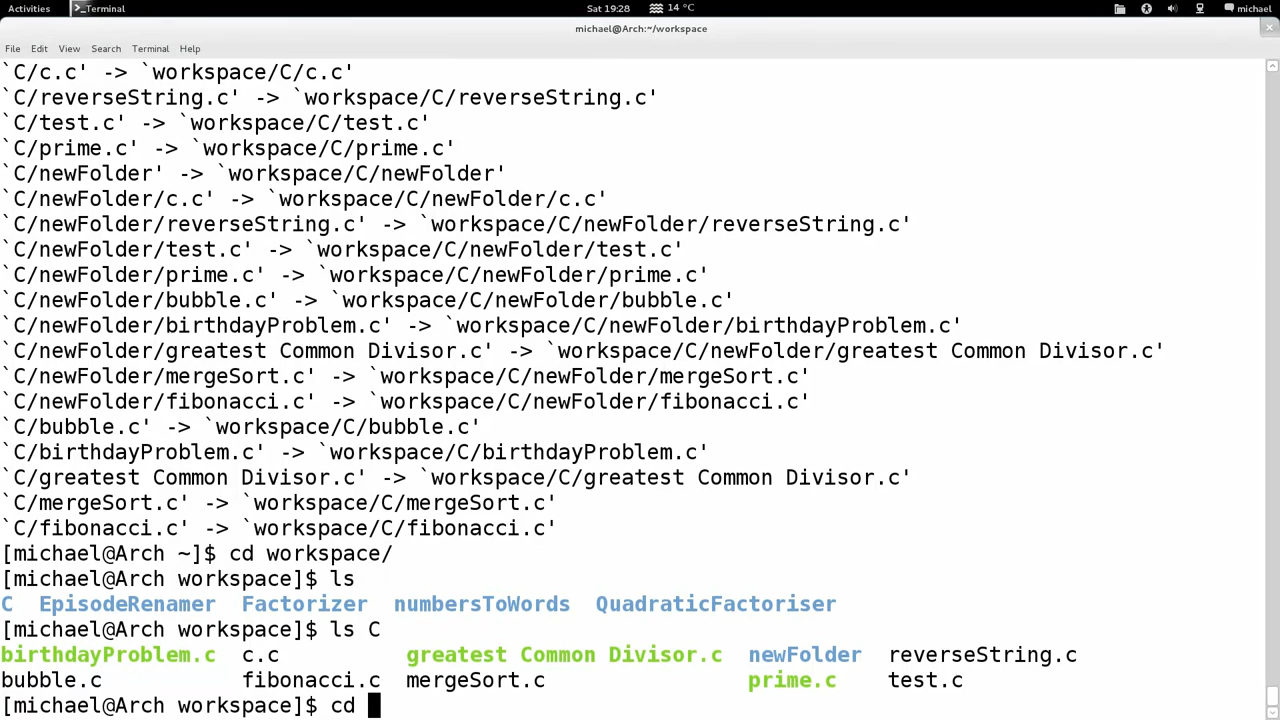 Activities Terminal Sat 19:28 14 °C michael
michael@Arch:~/workspace
File Edit View Search Terminal Help
`C/c.c' -> `workspace/C/c.c'
`C/reverseString.c' -> `workspace/C/reverseString.c'
`C/test.c' -> `workspace/C/test.c'
`C/prime.c' -> `workspace/C/prime.c'
`C/newFolder' -> `workspace/C/newFolder'
`C/newFolder/c.c' -> `workspace/C/newFolder/c.c'
`C/newFolder/reverseString.c' -> `workspace/C/newFolder/reverseString.c'
`C/newFolder/test.c' -> `workspace/C/newFolder/test.c'
`C/newFolder/prime.c' -> `workspace/C/newFolder/prime.c'
`C/newFolder/bubble.c' -> `workspace/C/newFolder/bubble.c'
`C/newFolder/birthdayProblem.c' -> `workspace/C/newFolder/birthdayProblem.c'
`C/newFolder/greatest Common Divisor.c' -> `workspace/C/newFolder/greatest Common Divisor.c'
`C/newFolder/mergeSort.c' -> `workspace/C/newFolder/mergeSort.c'
`C/newFolder/fibonacci.c' -> `workspace/C/newFolder/fibonacci.c'
`C/bubble.c' -> `workspace/C/bubble.c'
`C/birthdayProblem.c' -> `workspace/C/birthdayProblem.c'
`C/greatest Common Divisor.c' -> `workspace/C/greatest Common Divisor.c'
`C/mergeSort.c' -> `workspace/C/mergeSort.c'
`C/fibonacci.c' -> `workspace/C/fibonacci.c'
[michael@Arch ~]$ cd workspace/
[michael@Arch workspace]$ ls
C EpisodeRenamer Factorizer numbersToWords QuadraticFactoriser
[michael@Arch workspace]$ ls C
birthdayProblem.c c.c greatest Common Divisor.c newFolder reverseString.c
bubble.c fibonacci.c mergeSort.c prime.c test.c
[michael@Arch workspace]$ cd